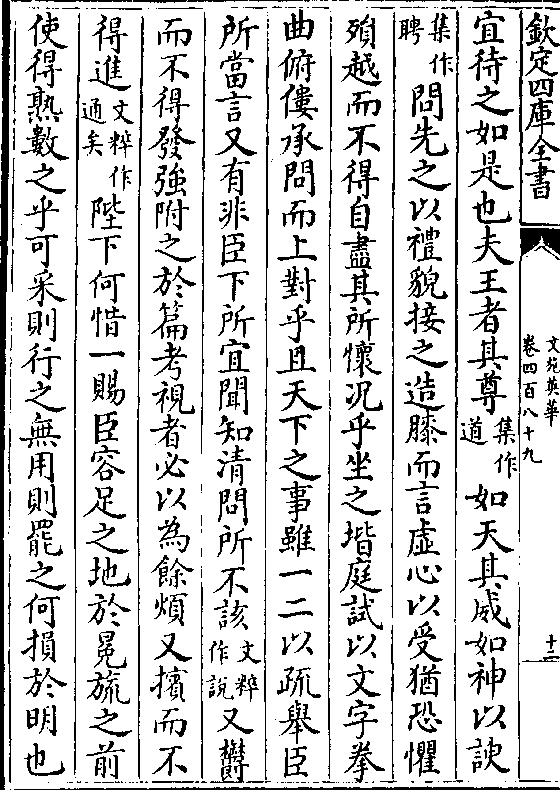 欽定四庫全書
文苑英華
卷四百八十九
十二
宜待之如是也夫王者其尊集作道如天其威如神以諛
集作聘問先之以禮貌接之造膝而言虛心以受猶恐懼
殞越而不得自盡其所懷况乎坐之堦庭試以文字拳
曲俯僂承問而上對乎且天下之事雖一二以疏舉臣
所當言又有非臣下所宜聞知清問所不該文粹作說又欝
而不得發強附之於篇考視者必以為餘煩又擯而不
得進文粹作通矣陛下何惜一賜臣容足之地於冕旒之前
使得熟數之乎可采則行之無用則罷之何損於明也